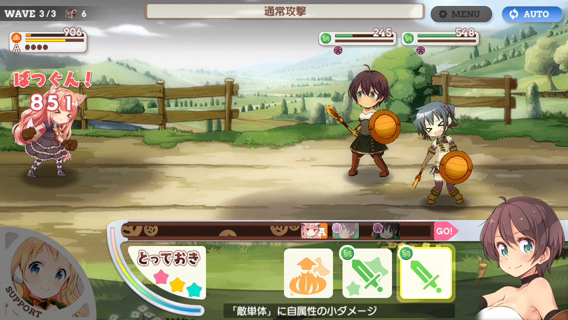 WAVE 3/3 6
通常攻撃
MENU
AUTO
906
A
245
548
ばつぐん!
851
GO!
とっておき
SUPPORT
「敵単体」に自属性の小ダメージ